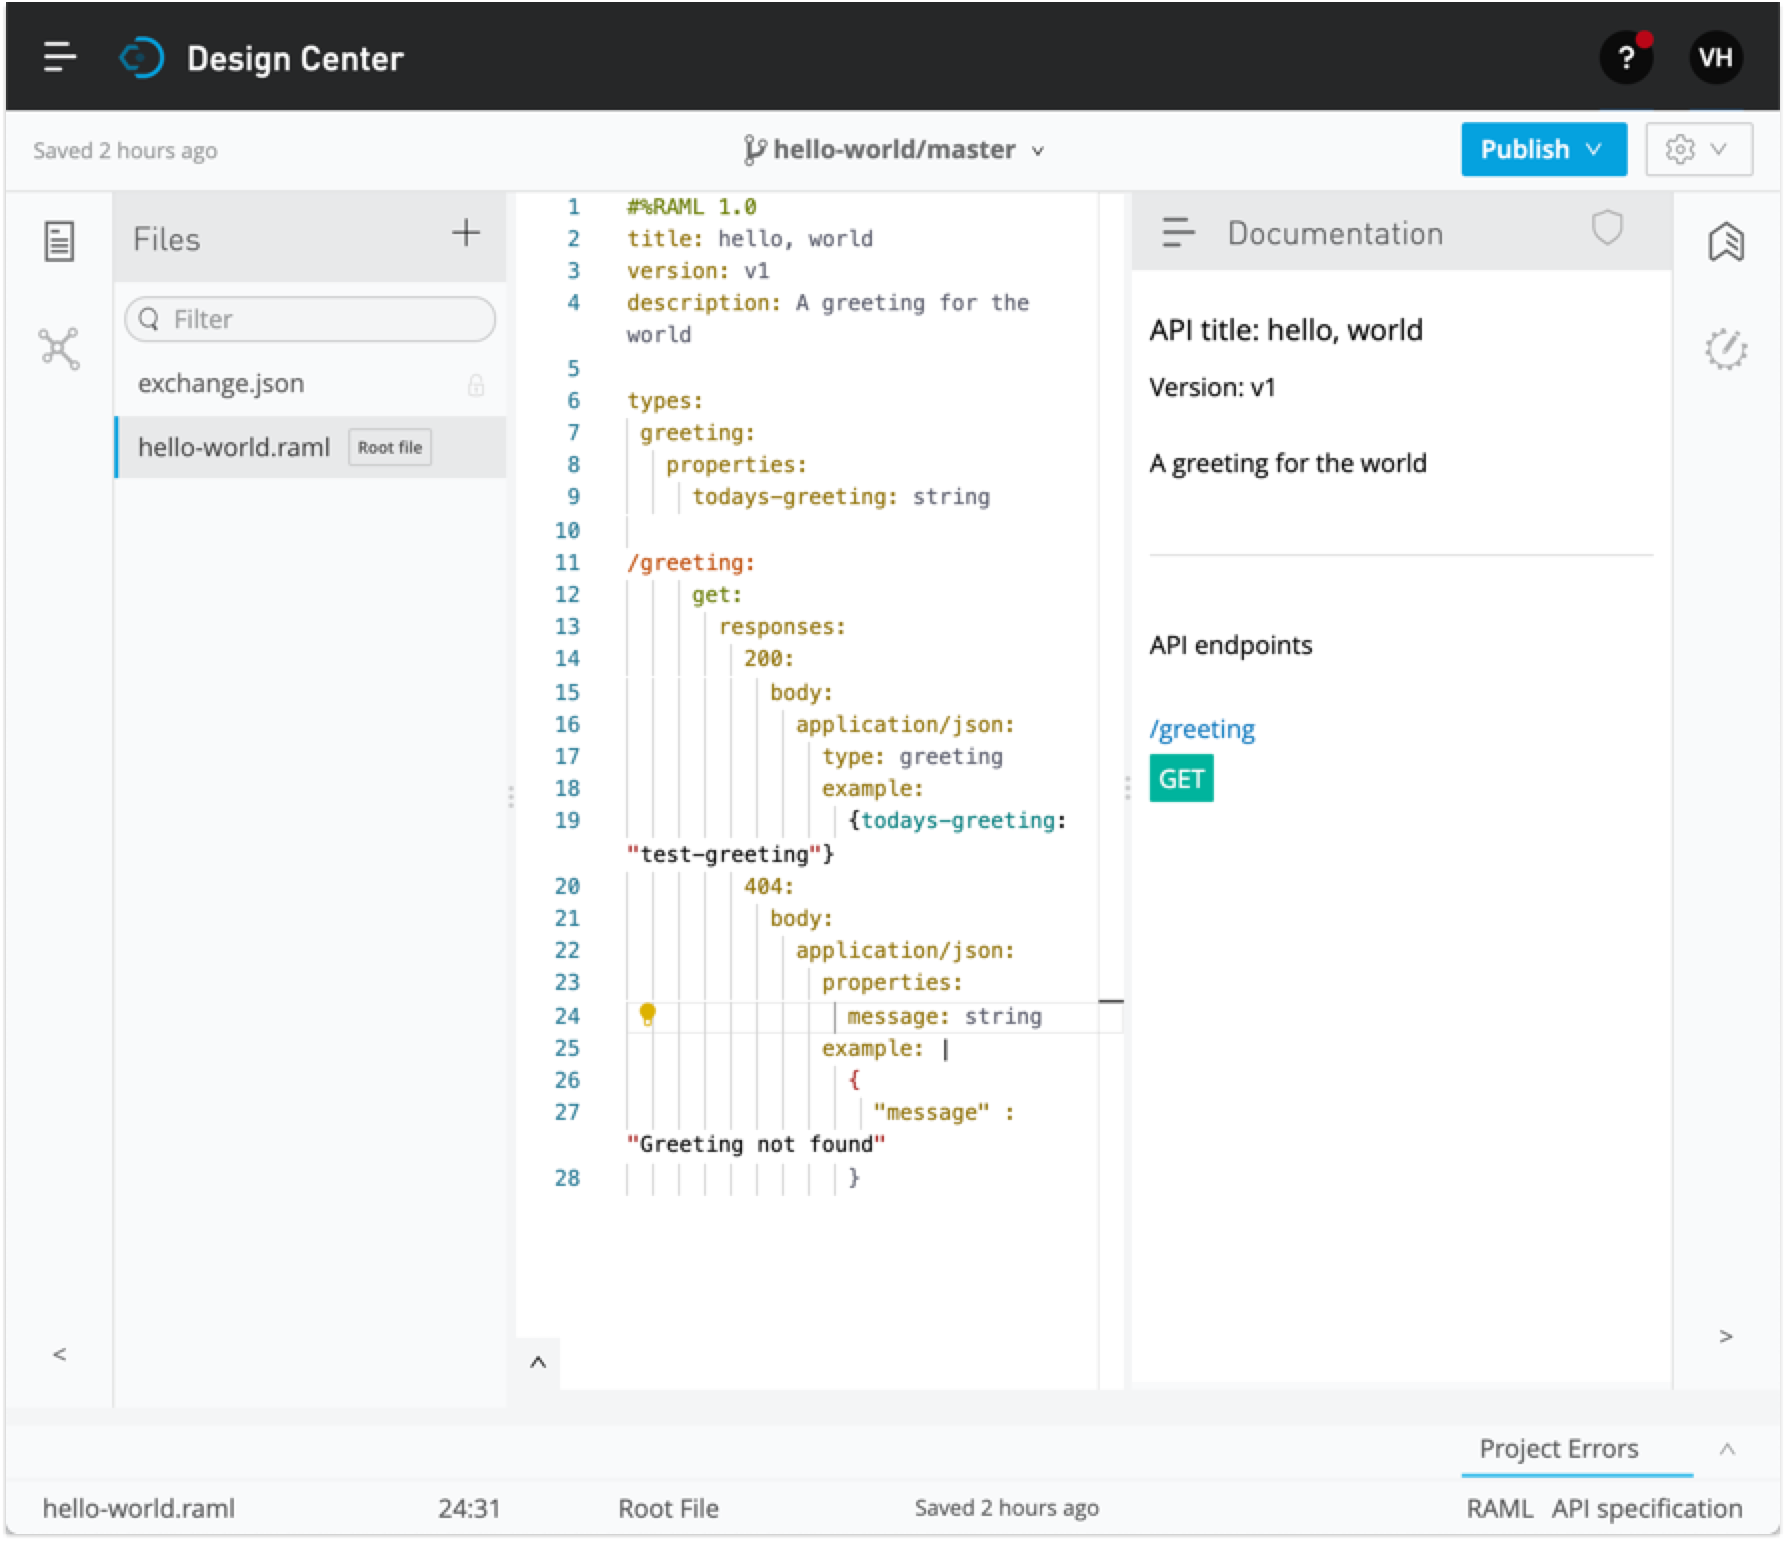 Design Center
?
VH
Saved 2 hours ago
hello-world/master
Publish
Files
+
Filter
exchange.json
hello-world.raml Root file
1 #%RAML 1.0
2 title: hello, world
3 version: v1
4 description: A greeting for the
world
5
6 types:
7 greeting:
8 properties:
9 todays-greeting: string
10
11 /greeting:
12 get:
13 responses:
14 200:
15 body:
16 application/json:
17 type: greeting
18 example:
19 {todays-greeting:
"test-greeting"}
20 404:
21 body:
22 application/json:
23 properties:
24 message: string
25 example: |
26 {
27 "message" :
"Greeting not found"
28 }
Documentation
API title: hello, world
Version: v1
A greeting for the world
API endpoints
/greeting
GET
<
>
Project Errors
hello-world.raml 24:31 Root File Saved 2 hours ago RAML API specification